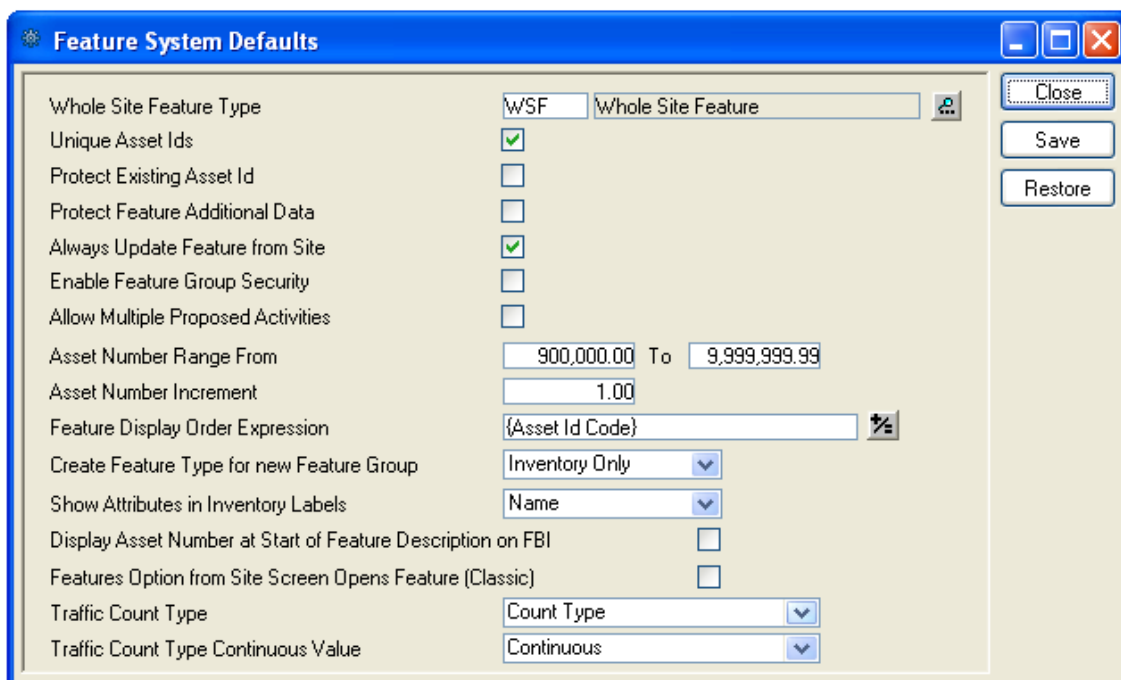 Feature System Defaults
Whole Site Feature Type WSF Whole Site Feature Close
Unique Asset Ids Save
Protect Existing Asset Id Restore
Protect Feature Additional Data
Always Update Feature from Site
Enable Feature Group Security
Allow Multiple Proposed Activities
Asset Number Range From 900,000.00 To 9,999,999.99
Asset Number Increment 1.00
Feature Display Order Expression {Asset Id Code}
Create Feature Type for new Feature Group Inventory Only
Show Attributes in Inventory Labels Name
Display Asset Number at Start of Feature Description on FBI
Features Option from Site Screen Opens Feature (Classic)
Traffic Count Type Count Type
Traffic Count Type Continuous Value Continuous